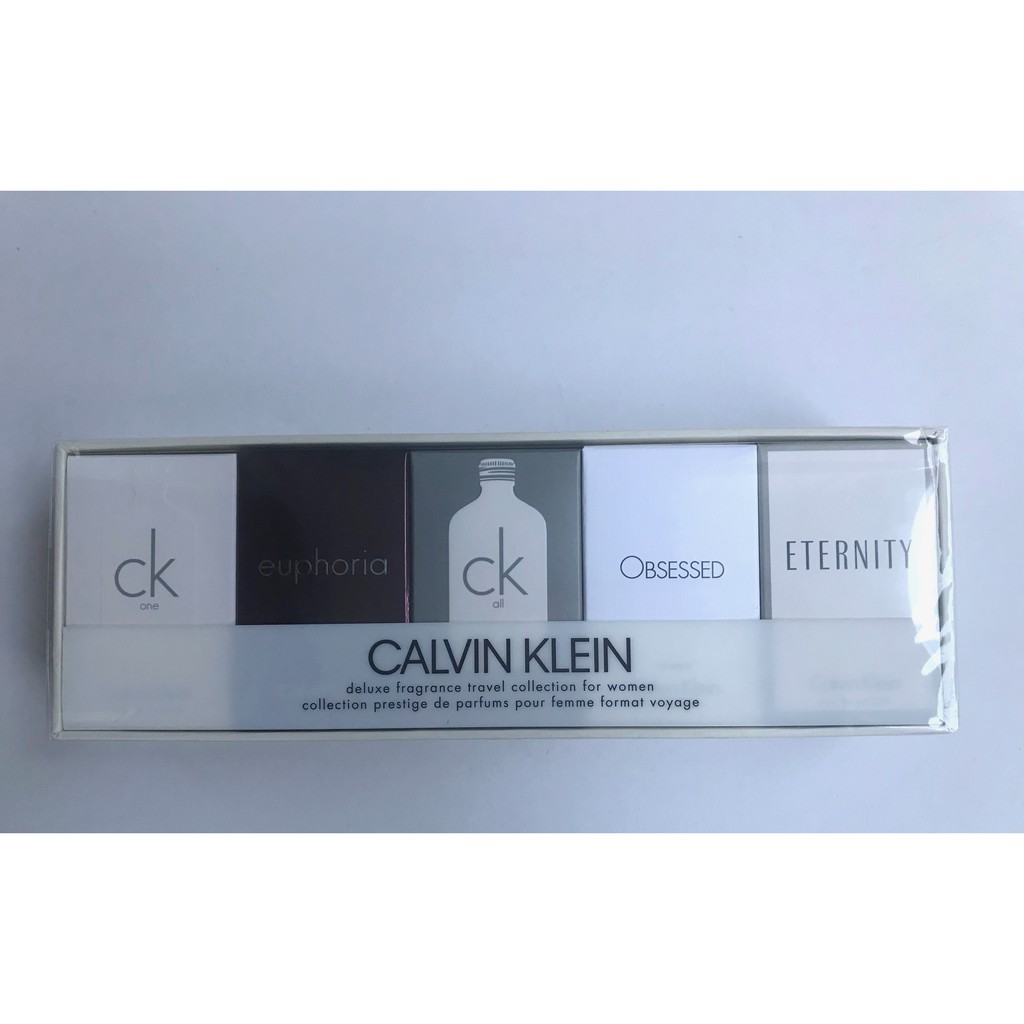 ck
one
euphoria
ck
all
OBSESSED
ETERNITY
CALVIN KLEIN
deluxe fragrance travel collection for women
collection prestige de parfums pour femme format voyage